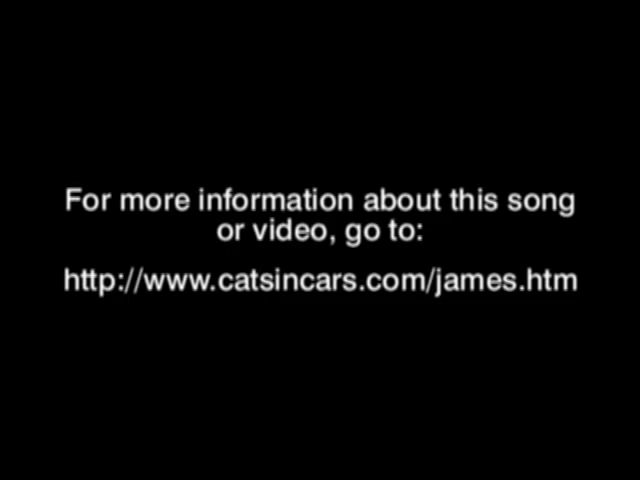 For more information about this song
or video, go to:
http://www.catsincars.com/james.htm